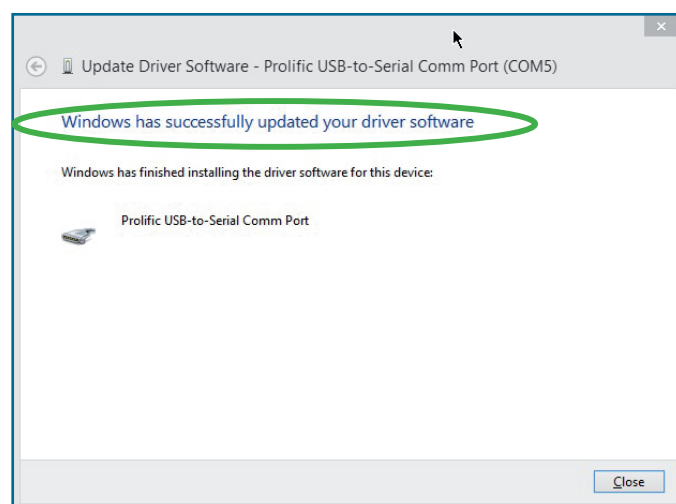 Update Driver Software - Prolific USB-to-Serial Comm Port (COM5)
Windows has successfully updated your driver software
Windows has finished installing the driver software for this device:
Prolific USB-to-Serial Comm Port
Close